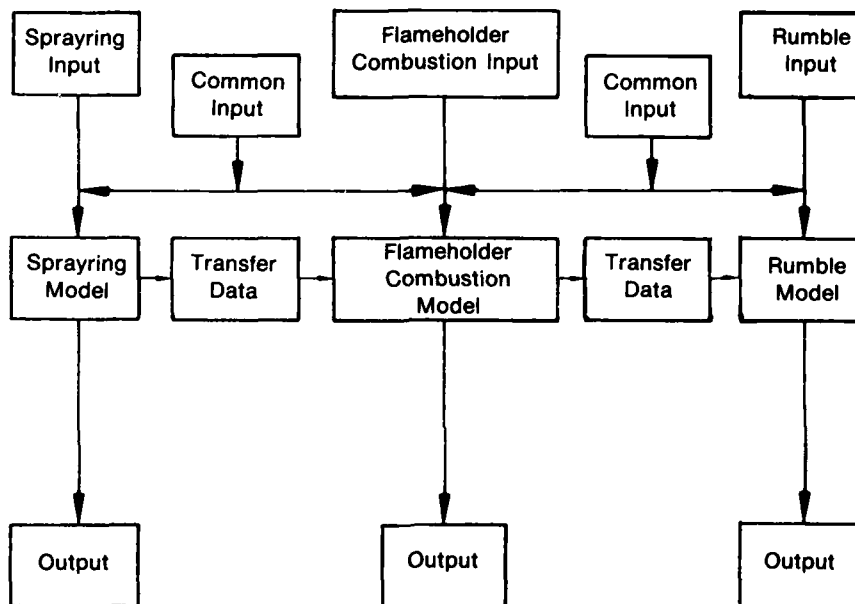 Sprayring
Input
Common
Input
Flameholder
Combustion Input
Common
Input
Rumble
Input
Sprayring
Model
Transfer
Data
Flameholder
Combustion
Model
Transfer
Data
Rumble
Model
Output
Output
Output